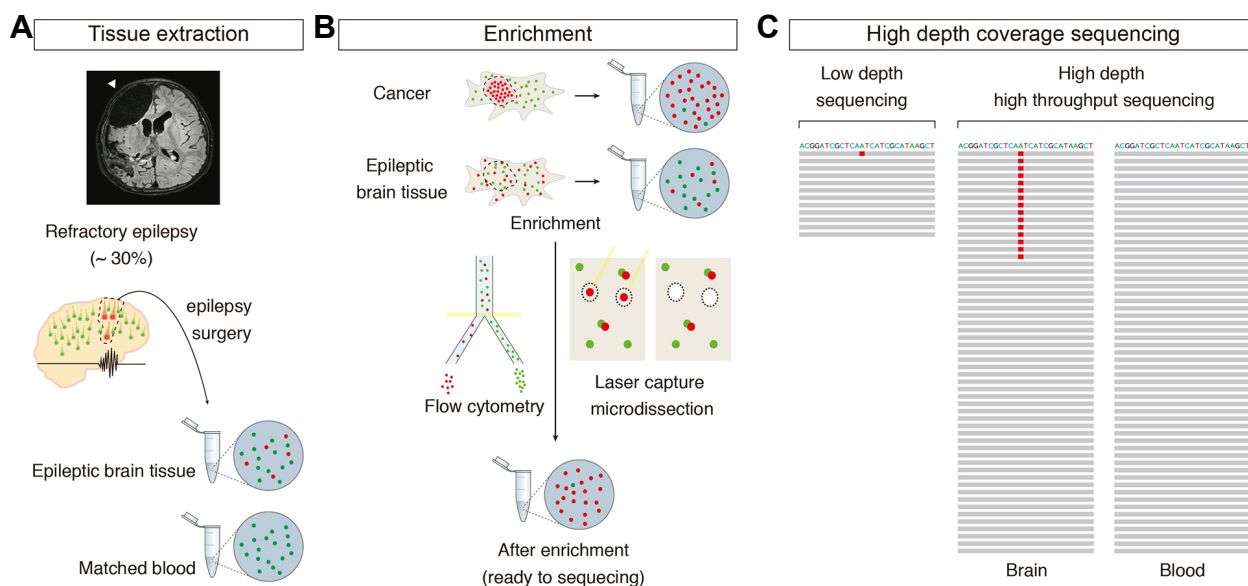 A
Tissue extraction
Refractory epilepsy
(~ 30%)
epilepsy
surgery
Epileptic brain tissue
Matched blood
B
Enrichment
Cancer
Epileptic
brain tissue
Enrichment
Flow cytometry
Laser capture
microdissection
After enrichment
(ready to sequecing)
C
High depth coverage sequencing
Low depth
sequencing
High depth
high throughput sequencing
ACGGATCGCTCAATCATCGCATAAGCT
ACGGATCGCTCAATCATCGCATAAGCT
ACGGATCGCTCAATCATCGCATAAGCT
Brain
Blood